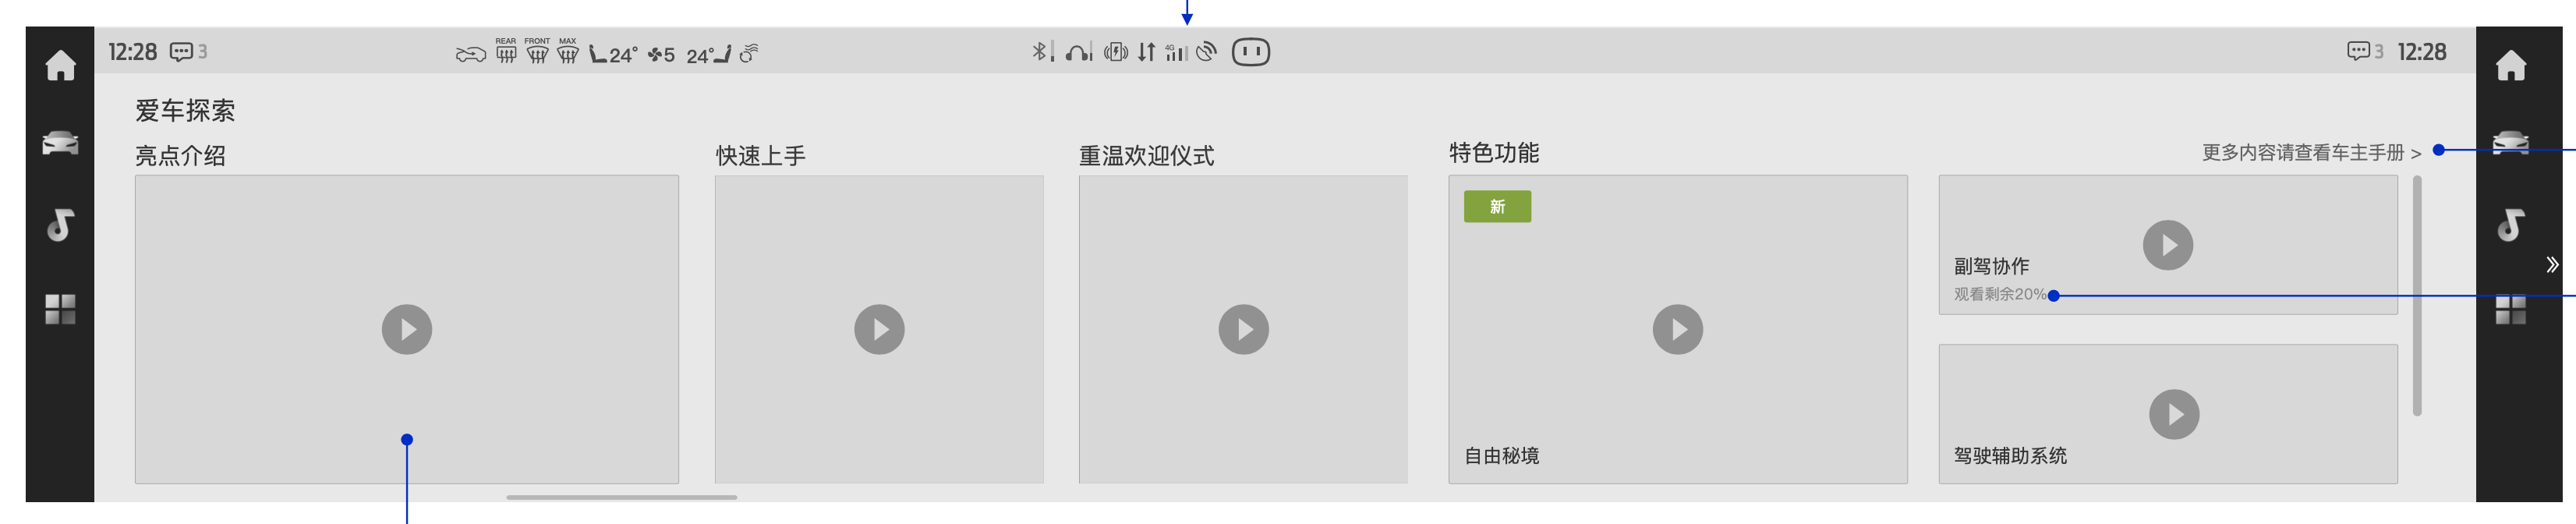 12:28 3
REAR FRONT MAX
24° 5 24°
4G
3 12:28
爱车探索
亮点介绍
快速上手
重温欢迎仪式
特色功能
更多内容请查看车主手册 >
新
自由秘境
副驾协作
观看剩余20%
驾驶辅助系统